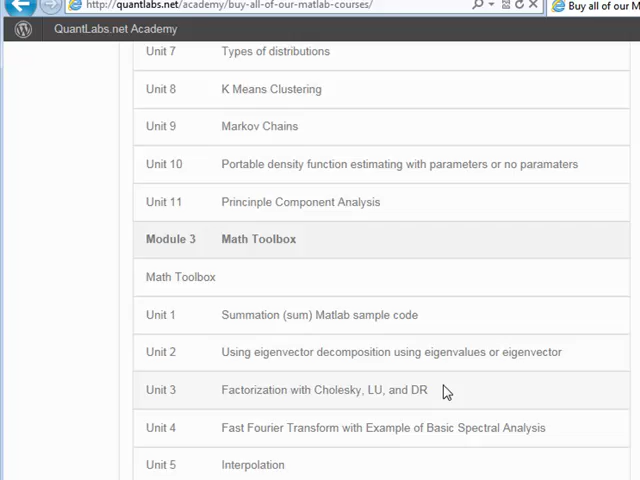 http://quantlabs.net/academy/buy-all-of-our-matlab-courses/
Buy all of our M
QuantLabs.net Academy
Unit 7 Types of distributions
Unit 8 K Means Clustering
Unit 9 Markov Chains
Unit 10 Portable density function estimating with parameters or no paramaters
Unit 11 Princinple Component Analysis
Module 3 Math Toolbox
Math Toolbox
Unit 1 Summation (sum) Matlab sample code
Unit 2 Using eigenvector decomposition using eigenvalues or eigenvector
Unit 3 Factorization with Cholesky, LU, and DR
Unit 4 Fast Fourier Transform with Example of Basic Spectral Analysis
Unit 5 Interpolation